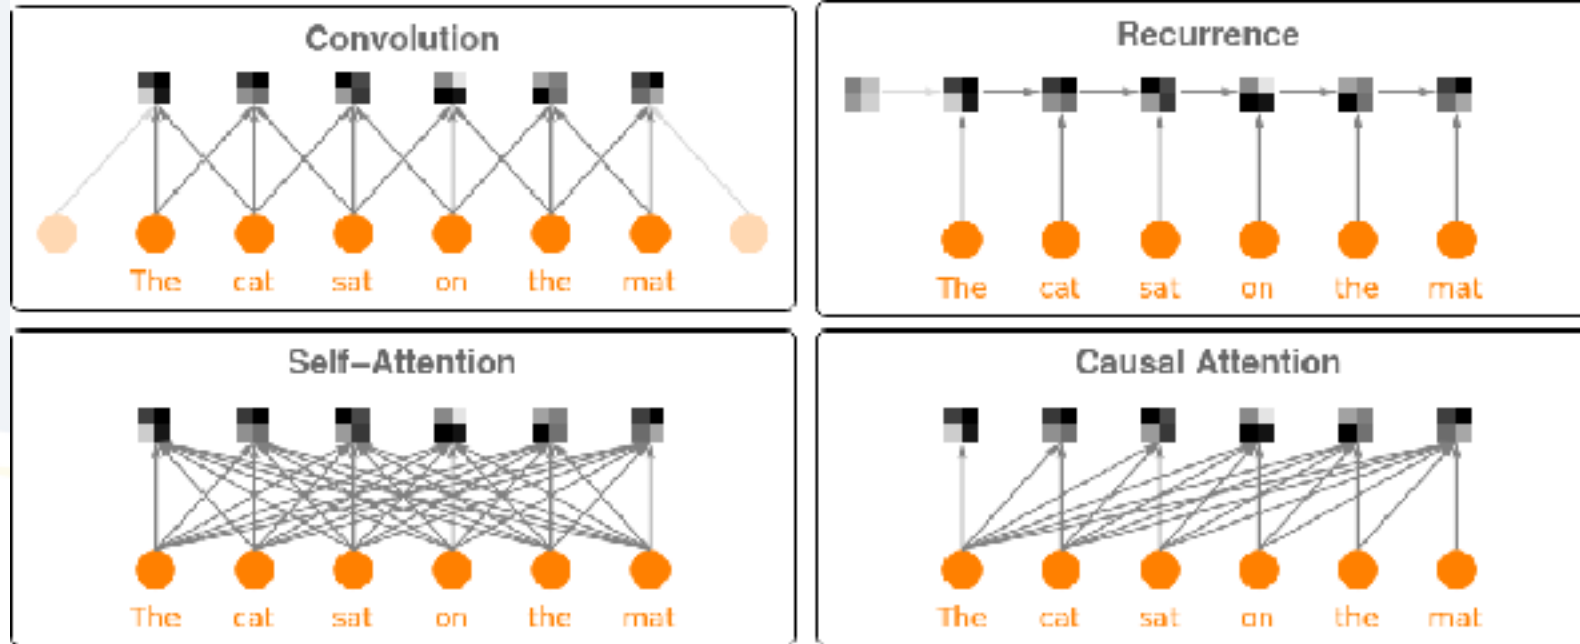 Convolution
The cat sat on the mat
Recurrence
The cat sat on the mat
Self-Attention
The cat sat on the mat
Causal Attention
The cat sat on the mat